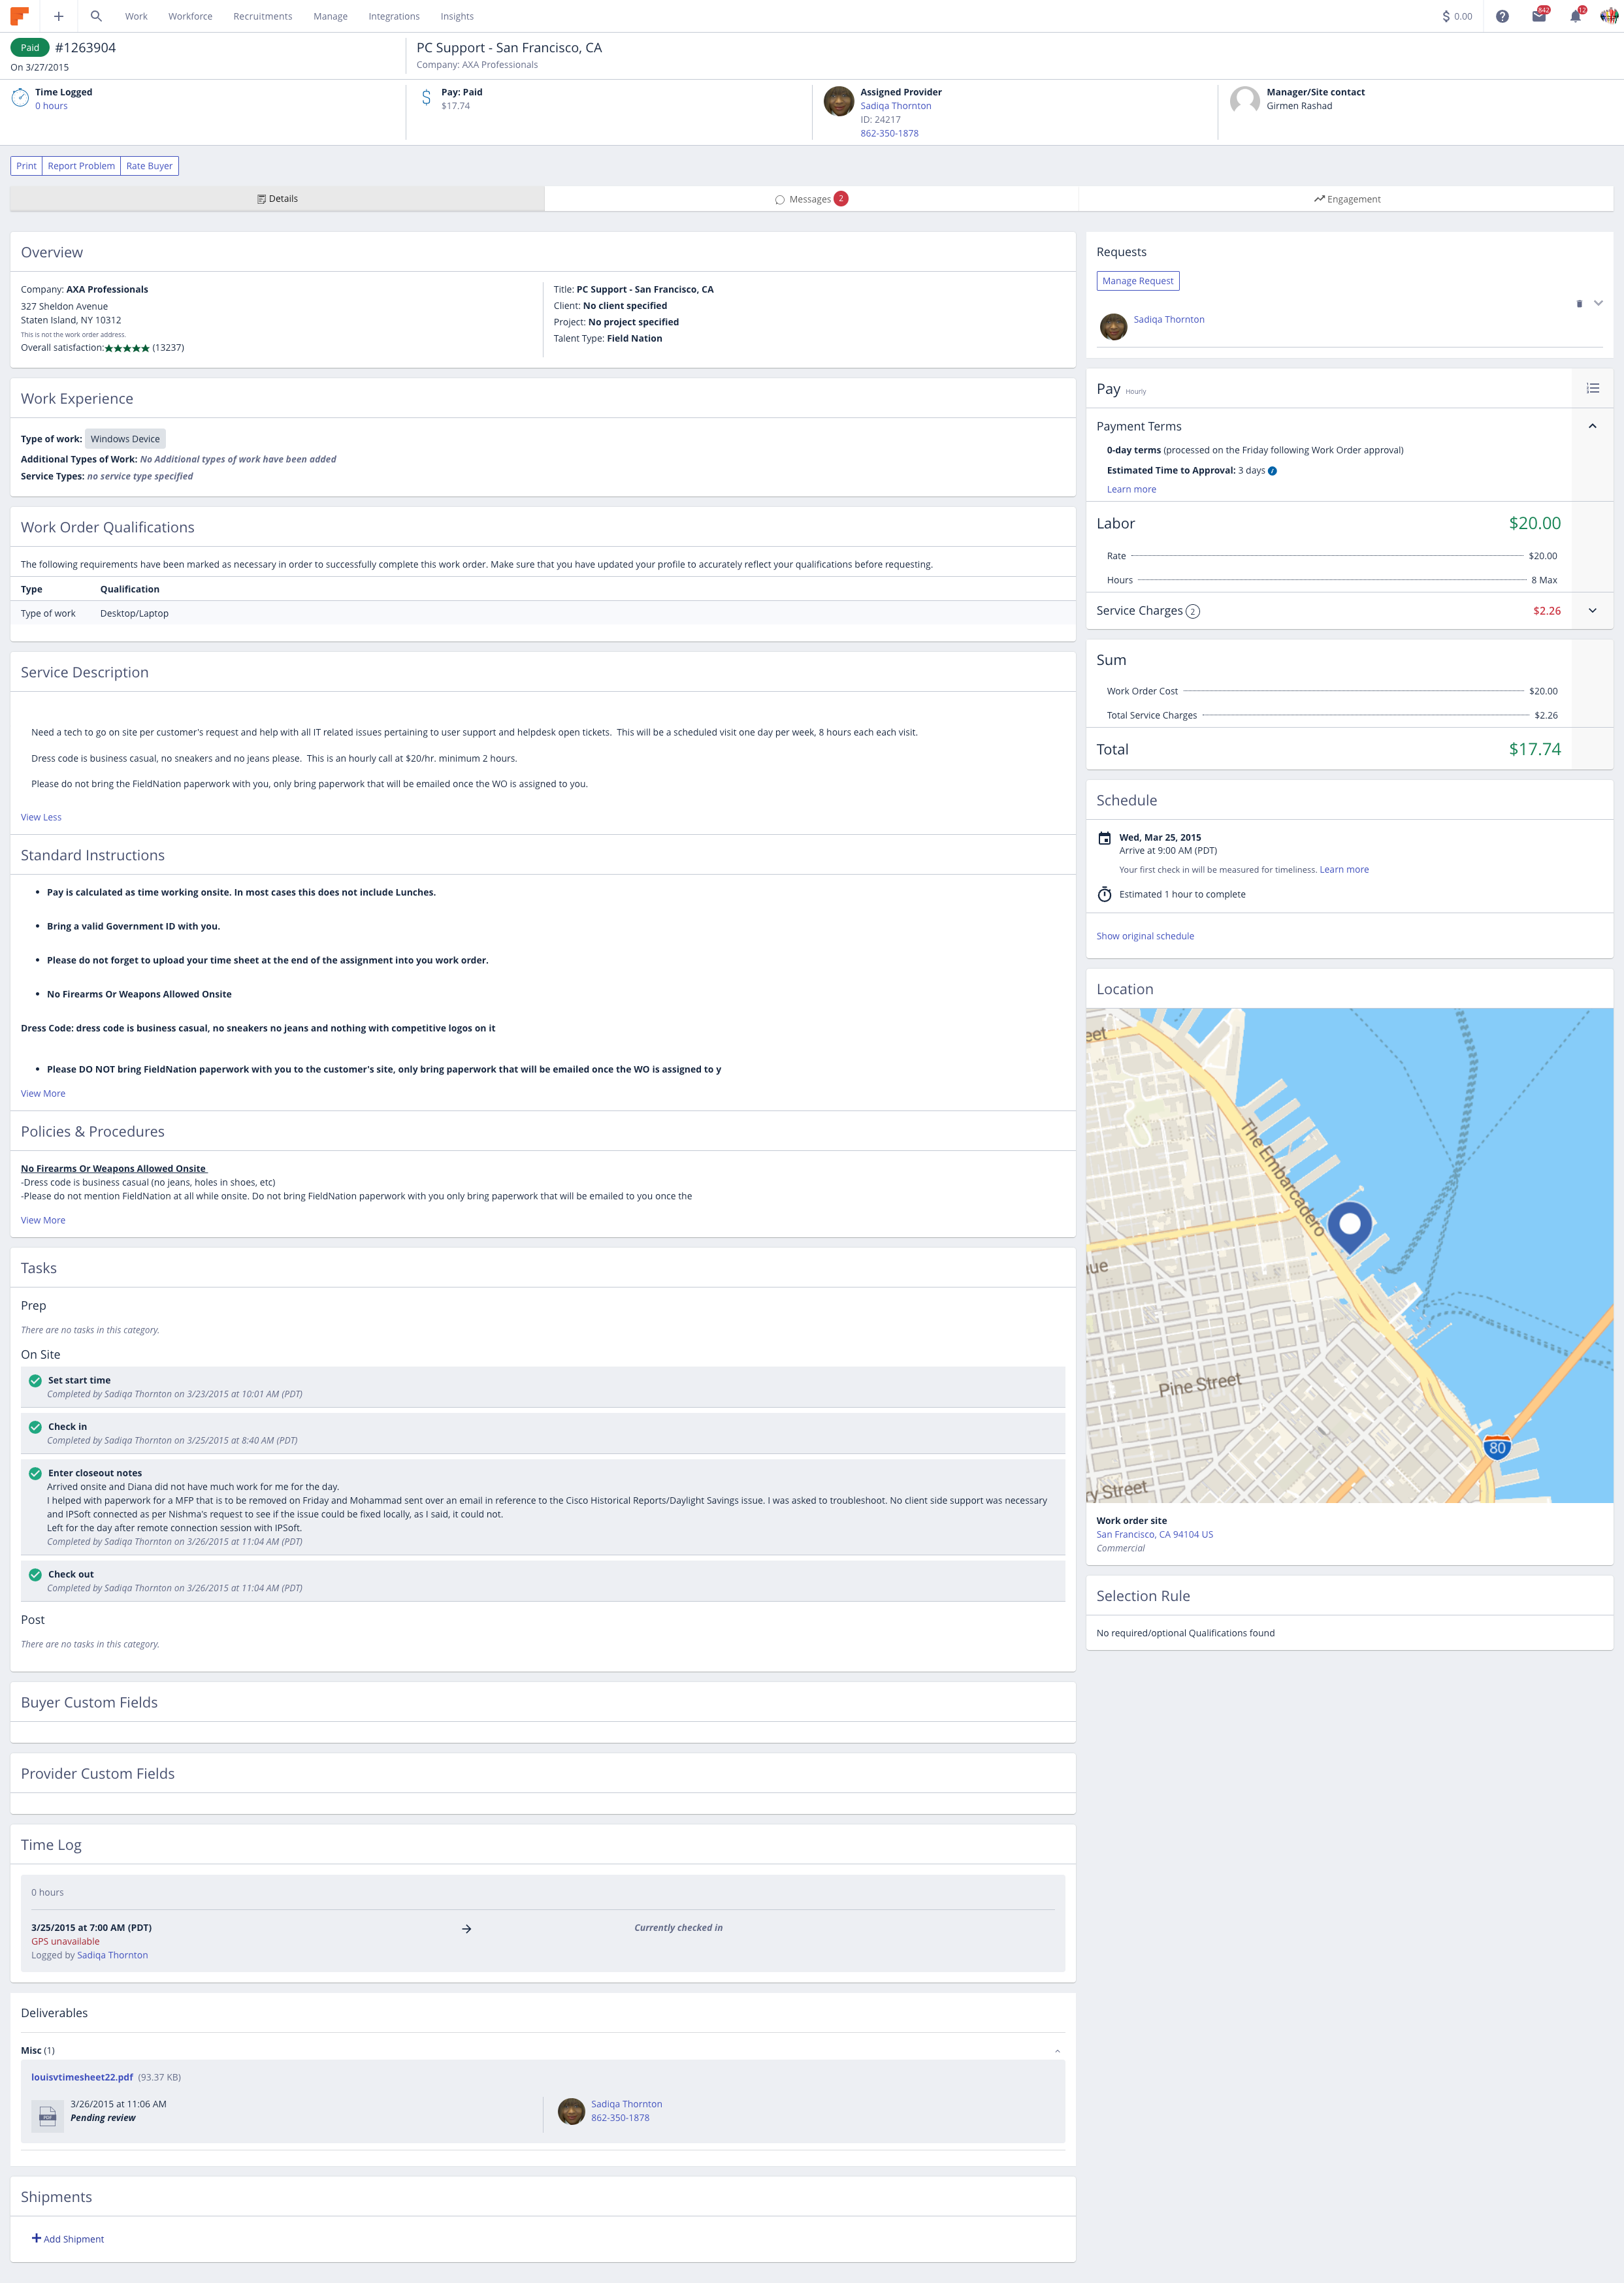 Work Workforce Recruitments Manage Integrations Insights
$ 0.00 842 12
Paid #1263904
On 3/27/2015
PC Support - San Francisco, CA
Company: AXA Professionals
Time Logged
0 hours
Pay: Paid
$17.74
Assigned Provider
Sadiqa Thornton
ID: 24217
862-350-1878
Manager/Site contact
Girmen Rashad
Print Report Problem Rate Buyer
Details Messages 2 Engagement
Overview
Company: AXA Professionals
327 Sheldon Avenue
Staten Island, NY 10312
This is not the work order address.
Overall satisfaction: (13237)
Title: PC Support - San Francisco, CA
Client: No client specified
Project: No project specified
Talent Type: Field Nation
Work Experience
Type of work: Windows Device
Additional Types of Work: No Additional types of work have been added
Service Types: no service type specified
Work Order Qualifications
The following requirements have been marked as necessary in order to successfully complete this work order. Make sure that you have updated your profile to accurately reflect your qualifications before requesting.
Type Qualification
Type of work Desktop/Laptop
Service Description
Need a tech to go on site per customer's request and help with all IT related issues pertaining to user support and helpdesk open tickets. This will be a scheduled visit one day per week, 8 hours each each visit.
Dress code is business casual, no sneakers and no jeans please. This is an hourly call at $20/hr. minimum 2 hours.
Please do not bring the FieldNation paperwork with you, only bring paperwork that will be emailed once the WO is assigned to you.
View Less
Standard Instructions
• Pay is calculated as time working onsite. In most cases this does not include Lunches.
• Bring a valid Government ID with you.
• Please do not forget to upload your time sheet at the end of the assignment into you work order.
• No Firearms Or Weapons Allowed Onsite
Dress Code: dress code is business casual, no sneakers no jeans and nothing with competitive logos on it
• Please DO NOT bring FieldNation paperwork with you to the customer's site, only bring paperwork that will be emailed once the WO is assigned to y
View More
Policies & Procedures
No Firearms Or Weapons Allowed Onsite
-Dress code is business casual (no jeans, holes in shoes, etc)
-Please do not mention FieldNation at all while onsite. Do not bring FieldNation paperwork with you only bring paperwork that will be emailed to you once the
View More
Tasks
Prep
There are no tasks in this category.
On Site
Set start time
Completed by Sadiqa Thornton on 3/23/2015 at 10:01 AM (PDT)
Check in
Completed by Sadiqa Thornton on 3/25/2015 at 8:40 AM (PDT)
Enter closeout notes
Arrived onsite and Diana did not have much work for me for the day.
I helped with paperwork for a MFP that is to be removed on Friday and Mohammad sent over an email in reference to the Cisco Historical Reports/Daylight Savings issue. I was asked to troubleshoot. No client side support was necessary
and IPSoft connected as per Nishma's request to see if the issue could be fixed locally, as I said, it could not.
Left for the day after remote connection session with IPSoft.
Completed by Sadiqa Thornton on 3/26/2015 at 11:04 AM (PDT)
Check out
Completed by Sadiqa Thornton on 3/26/2015 at 11:04 AM (PDT)
Post
There are no tasks in this category.
Buyer Custom Fields
Provider Custom Fields
Time Log
0 hours
3/25/2015 at 7:00 AM (PDT) → Currently checked in
GPS unavailable
Logged by Sadiqa Thornton
Deliverables
Misc (1)
louisvtimesheet22.pdf (93.37 KB)
PDF
3/26/2015 at 11:06 AM
Pending review
Sadiqa Thornton
862-350-1878
Shipments
+ Add Shipment
Requests
Manage Request
Sadiqa Thornton
Pay Hourly
Payment Terms
0-day terms (processed on the Friday following Work Order approval)
Estimated Time to Approval: 3 days
Learn more
Labor $20.00
Rate $20.00
Hours 8 Max
Service Charges 2 $2.26
Sum
Work Order Cost $20.00
Total Service Charges $2.26
Total $17.74
Schedule
Wed, Mar 25, 2015
Arrive at 9:00 AM (PDT)
Your first check in will be measured for timeliness. Learn more
Estimated 1 hour to complete
Show original schedule
Location
eet
The Embarcadero
ue
Pine Street
80
ry Street
Work order site
San Francisco, CA 94104 US
Commercial
Selection Rule
No required/optional Qualifications found